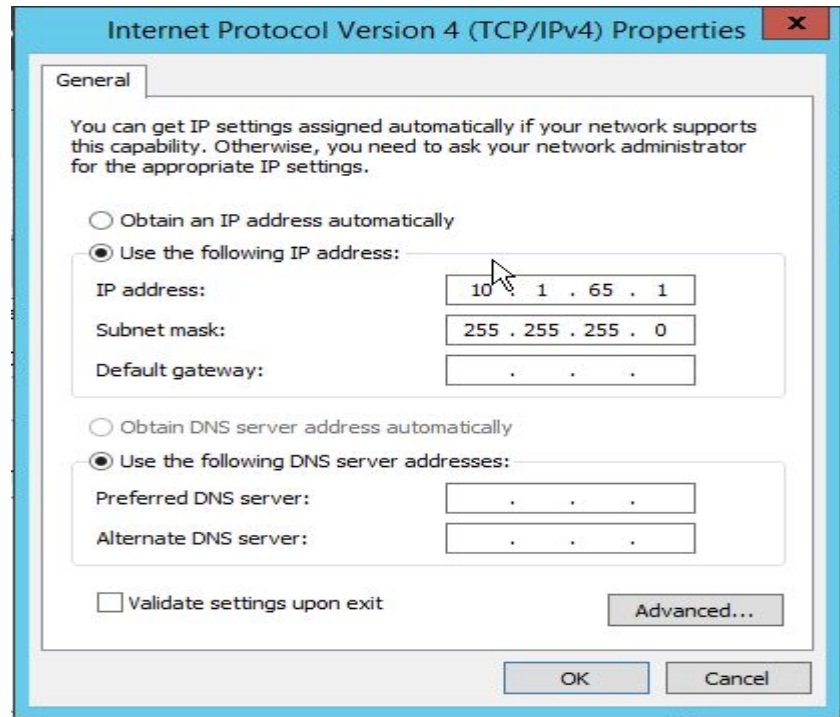 Internet Protocol Version 4 (TCP/IPv4) Properties
x
General
You can get IP settings assigned automatically if your network supports
this capability. Otherwise, you need to ask your network administrator
for the appropriate IP settings.
Obtain an IP address automatically
Use the following IP address:
IP address: 10 . 1 . 65 . 1
Subnet mask: 255 . 255 . 255 . 0
Default gateway: . . .
Obtain DNS server address automatically
Use the following DNS server addresses:
Preferred DNS server: . . .
Alternate DNS server: . . .
Validate settings upon exit
Advanced...
OK Cancel